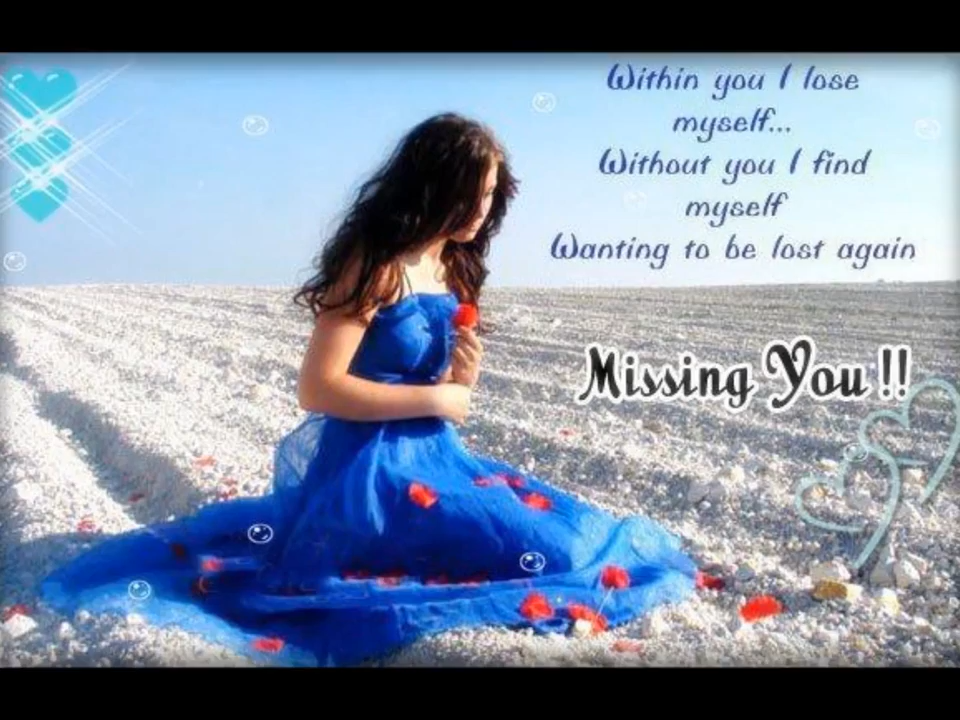 Within you I lose
myself...
Without you I find
myself
Wanting to be lost again
Missing You !!